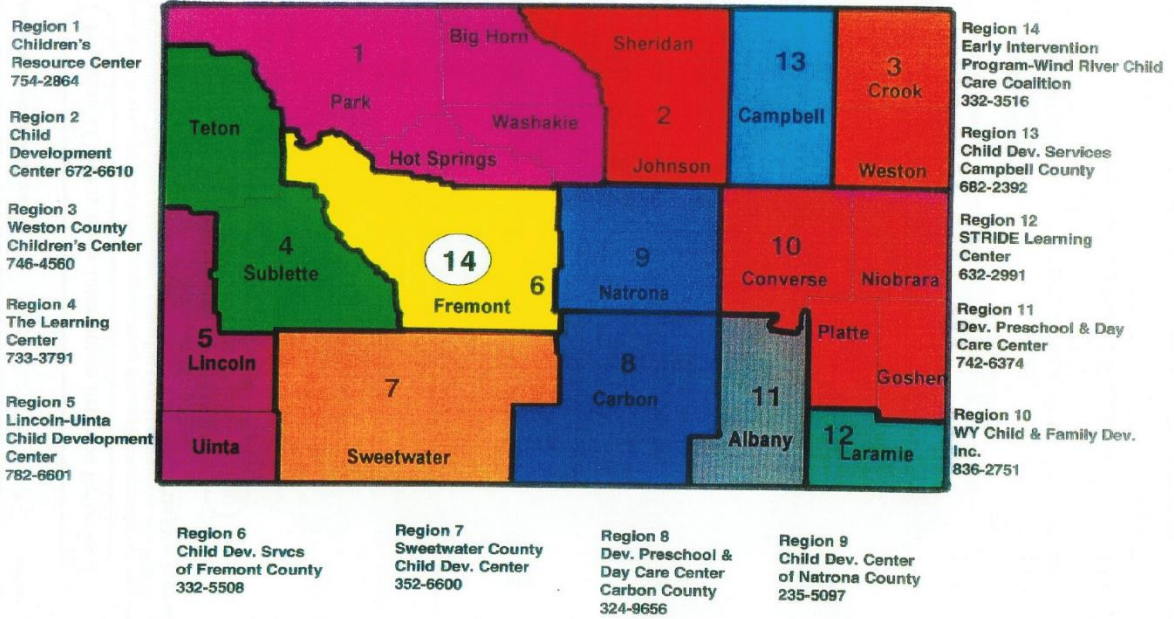 Region 1
Children's
Resource Center
754-2864
Region 2
Child
Development
Center 672-6610
Region 3
Weston County
Children's Center
746-4560
Region 4
The Learning
Center
733-3791
Region 5
Lincoln-Uinta
Child Development
Center
782-6601
1
Big Horn
Sheridan
13
3
Crook
Park
Teton
Washakie
2
Campbell
Hot Springs
Johnson
Weston
4
Sublette
14
6
Fremont
9
Natrona
10
Converse
Niobrara
5
Lincoln
7
8
Carbon
Platte
Goshen
11
Uinta
Sweetwater
Albany
12
Laramie
Region 14
Early Intervention
Program-Wind River Child
Care Coalition
332-3516
Region 13
Child Dev. Services
Campbell County
682-2392
Region 12
STRIDE Learning
Center
632-2991
Region 11
Dev. Preschool & Day
Care Center
742-6374
Region 10
WY Child & Family Dev.
Inc.
836-2751
Region 6
Child Dev. Srvcs
of Fremont County
332-5508
Region 7
Sweetwater County
Child Dev. Center
352-6600
Region 8
Dev. Preschool &
Day Care Center
Carbon County
324-9656
Region 9
Child Dev. Center
of Natrona County
235-5097